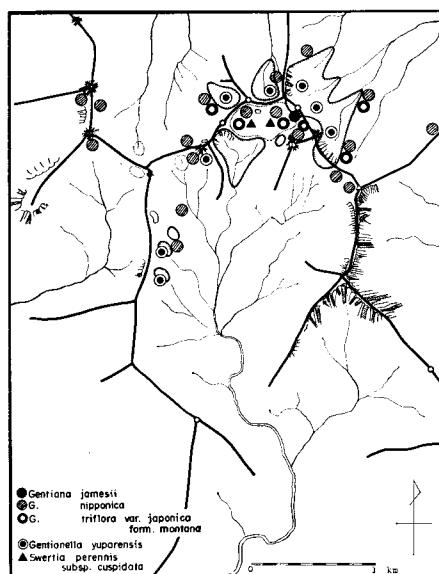 Gentiana jamesii
G. nipponica
G. triflora var. japonica
form. montana
Gentianella yuparensis
Swertia perennis
subsp. cuspidata
0 1 km